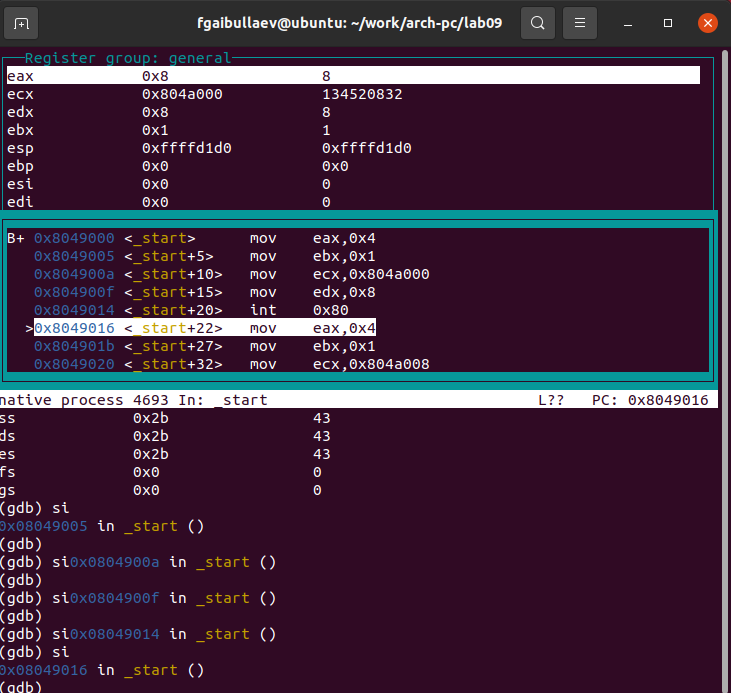 fgaibullaev@ubuntu: ~/work/arch-pc/lab09
Register group: general
eax 0x8 8
ecx 0x804a000 134520832
edx 0x8 8
ebx 0x1 1
esp 0xffffd1d0 0xffffd1d0
ebp 0x0 0x0
esi 0x0 0
edi 0x0 0
B+ 0x8049000 <_start> mov eax,0x4
0x8049005 <_start+5> mov ebx,0x1
0x804900a <_start+10> mov ecx,0x804a000
0x804900f <_start+15> mov edx,0x8
0x8049014 <_start+20> int 0x80
>0x8049016 <_start+22> mov eax,0x4
0x804901b <_start+27> mov ebx,0x1
0x8049020 <_start+32> mov ecx,0x804a008
native process 4693 In: _start L?? PC: 0x8049016
ss 0x2b 43
ds 0x2b 43
es 0x2b 43
fs 0x0 0
gs 0x0 0
(gdb) si
0x08049005 in _start ()
(gdb)
(gdb) si0x0804900a in _start ()
(gdb)
(gdb) si0x0804900f in _start ()
(gdb)
(gdb) si0x08049014 in _start ()
(gdb) si
0x08049016 in _start ()
(gdb)